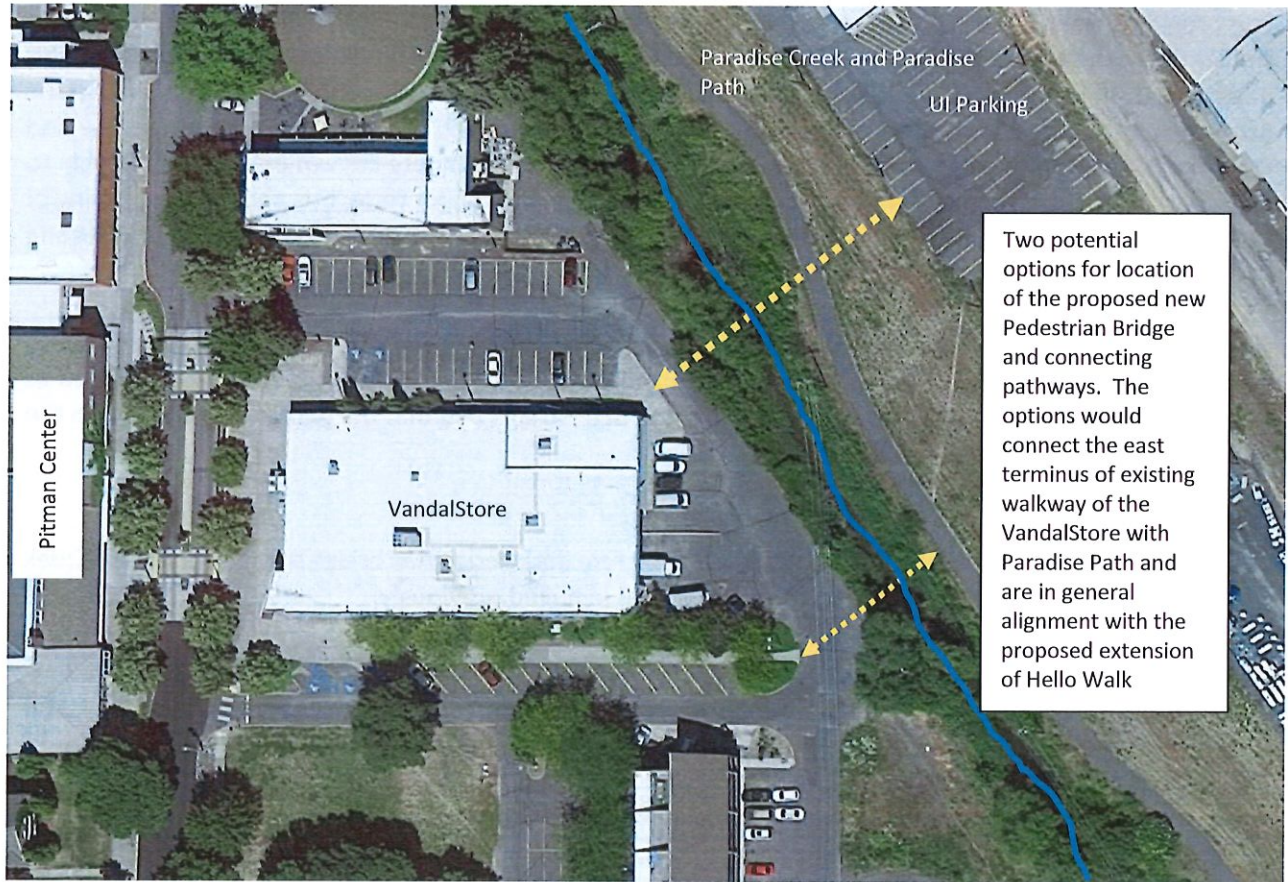 Paradise Creek and Paradise
Path
UI Parking
Two potential
options for location
of the proposed new
Pedestrian Bridge
and connecting
pathways. The
options would
connect the east
terminus of existing
walkway of the
VandalStore with
Paradise Path and
are in general
alignment with the
proposed extension
of Hello Walk
Pitman Center
VandalStore